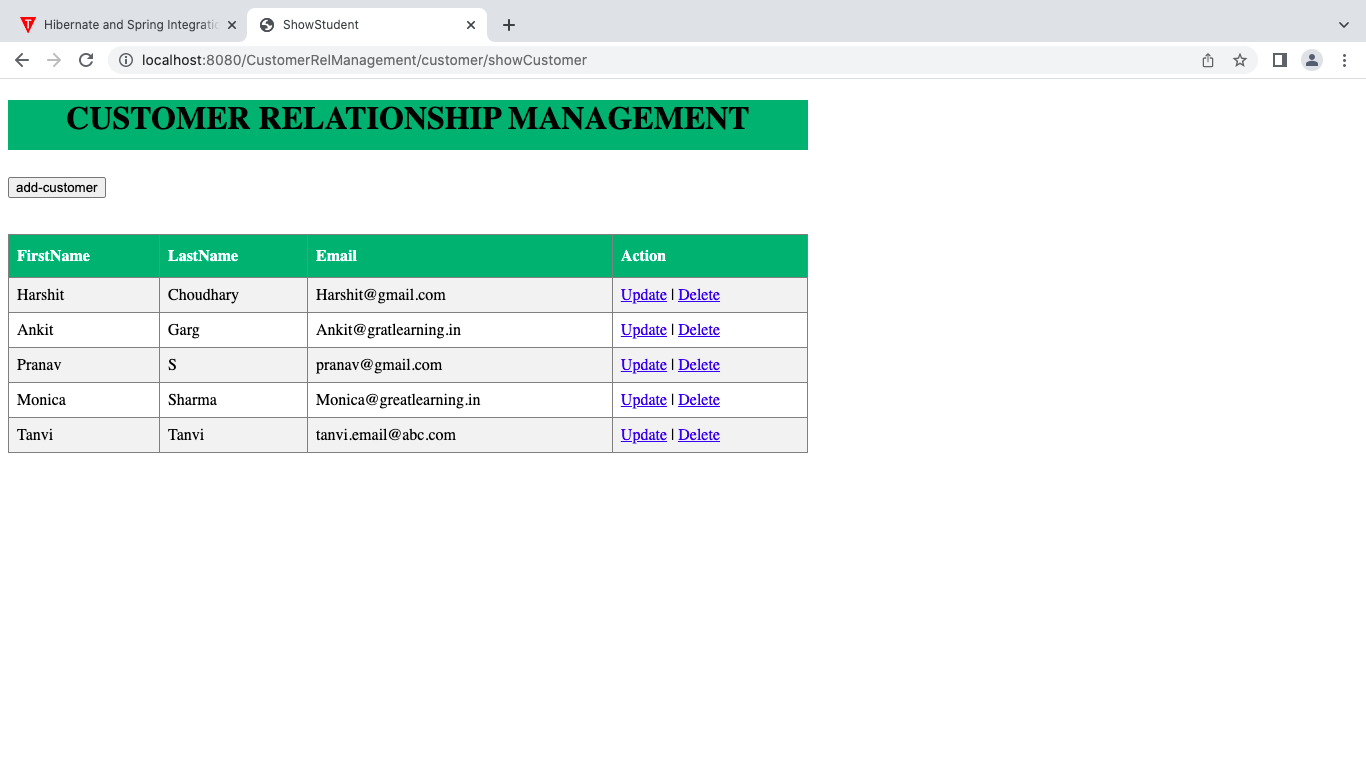 Hibernate and Spring Integratio
ShowStudent
localhost:8080/CustomerRelManagement/customer/showCustomer
CUSTOMER RELATIONSHIP MANAGEMENT
add-customer
FirstName LastName Email Action
Harshit Choudhary Harshit@gmail.com Update | Delete
Ankit Garg Ankit@gratlearning.in Update | Delete
Pranav S pranav@gmail.com Update | Delete
Monica Sharma Monica@greatlearning.in Update | Delete
Tanvi Tanvi tanvi.email@abc.com Update | Delete